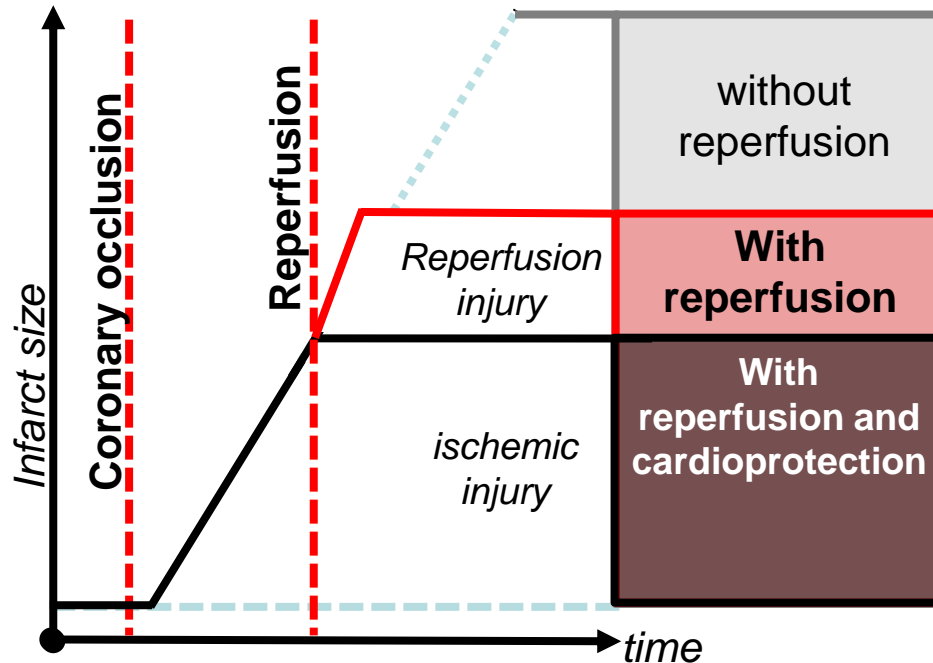 Infarct size
Coronary occlusion
Reperfusion
without
reperfusion
Reperfusion
injury
With
reperfusion
ischemic
injury
With
reperfusion and
cardioprotection
time